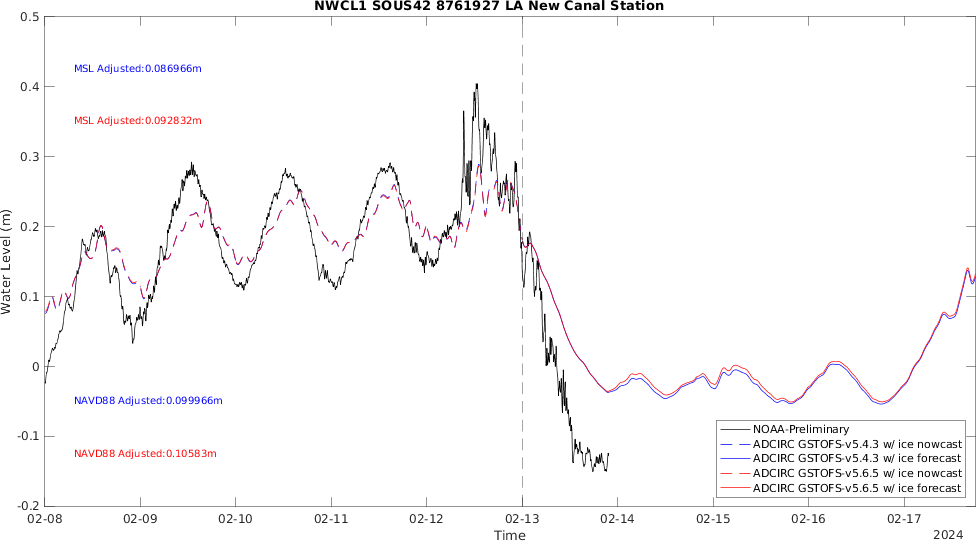 NWCL1 SOUS42 8761927 LA New Canal Station
Water Level (m)
0.5
0.4
0.3
0.2
0.1
0
-0.1
-0.2
MSL Adjusted:0.086966m
MSL Adjusted:0.092832m
NAVD88 Adjusted:0.099966m
NAVD88 Adjusted:0.10583m
NOAA-Preliminary
ADCIRC GSTOFS-v5.4.3 w/ ice nowcast
ADCIRC GSTOFS-v5.4.3 w/ ice forecast
ADCIRC GSTOFS-v5.6.5 w/ ice nowcast
ADCIRC GSTOFS-v5.6.5 w/ ice forecast
02-08 02-09 02-10 02-11 02-12 02-13 02-14 02-15 02-16 02-17
Time
2024